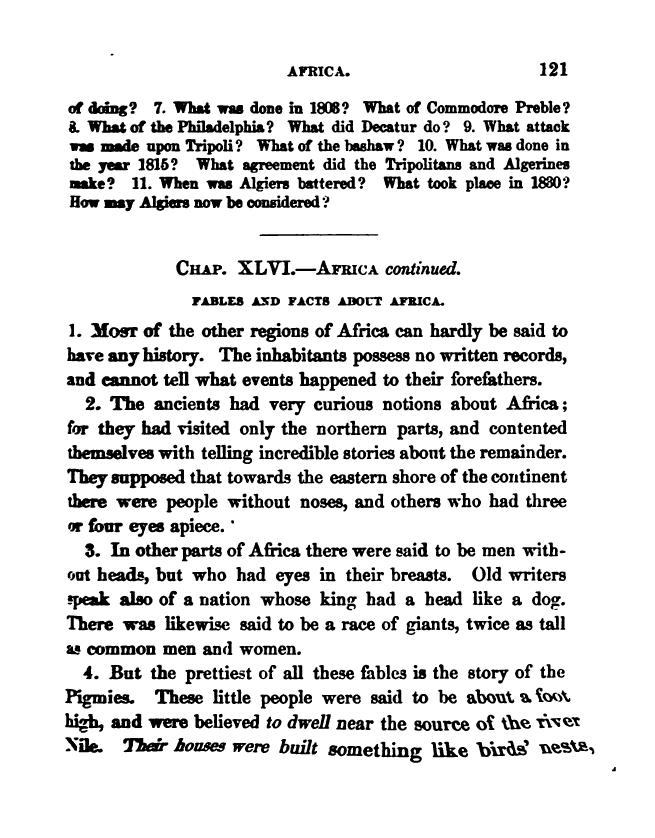 AFRICA. 121
of doing? 7. What was done in 1803? What of Commodore Preble?
8. What of the Philadelphia? What did Decatur do? 9. What attack
was made upon Tripoli? What of the bashaw? 10. What was done in
the year 1815? What agreement did the Tripolitans and Algerines
make? 11. When was Algiers battered? What took place in 1830?
How may Algiers now be considered?
CHAP. XLVI.—AFRICA continued.
FABLES AND FACTS ABOUT AFRICA.
1. MOST of the other regions of Africa can hardly be said to
have any history. The inhabitants possess no written records,
and cannot tell what events happened to their forefathers.
2. The ancients had very curious notions about Africa;
for they had visited only the northern parts, and contented
themselves with telling incredible stories about the remainder.
They supposed that towards the eastern shore of the continent
there were people without noses, and others who had three
or four eyes apiece.
3. In other parts of Africa there were said to be men with-
out heads, but who had eyes in their breasts. Old writers
speak also of a nation whose king had a head like a dog.
There was likewise said to be a race of giants, twice as tall
as common men and women.
4. But the prettiest of all these fables is the story of the
Pigmies. These little people were said to be about a foot
high, and were believed to dwell near the source of the river
Nile. Their houses were built something like birds' nests,